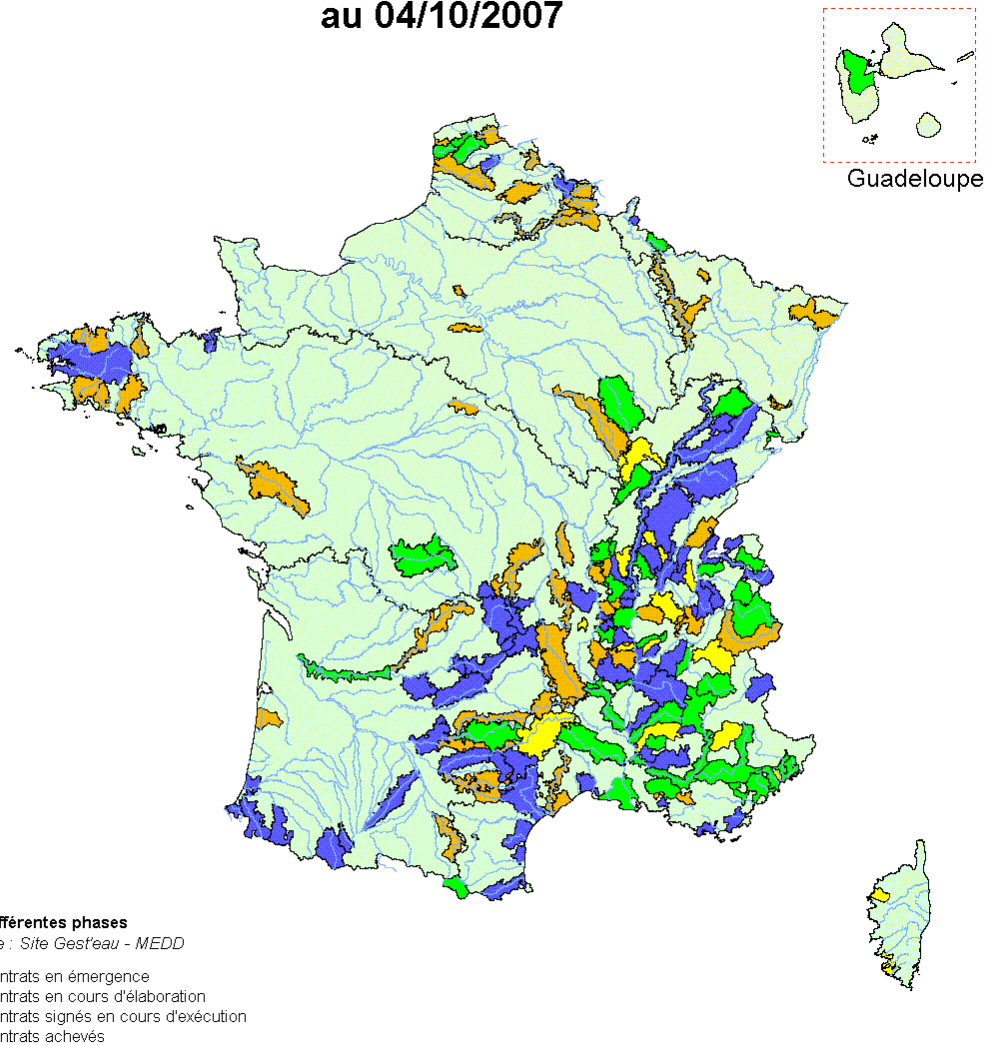 au 04/10/2007
Guadeloupe
fférentes phases
e : Site Gest'eau - MEDD
ntrats en émergence
ntrats en cours d'élaboration
ntrats signés en cours d'exécution
ntrats achevés